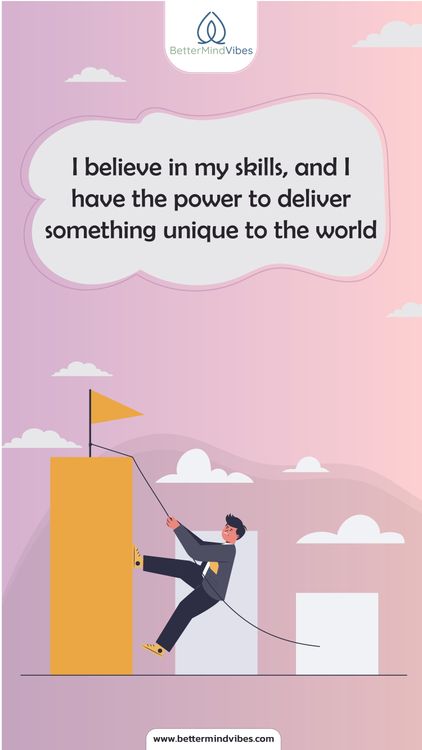 BetterMindVibes
I believe in my skills, and I
have the power to deliver
something unique to the world
www.bettermindvibes.com